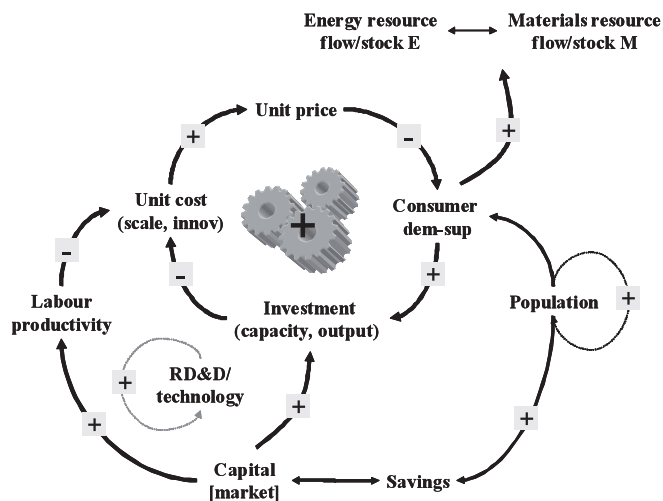 Energy resource
flow/stock E
Materials resource
flow/stock M
+
Unit price
+
-
Unit cost
(scale, innov)
+
Consumer
dem-sup
-
-
+
Labour
productivity
Investment
(capacity, output)
Population
+
RD&D/
technology
+
+
+
+
Capital
[market]
Savings